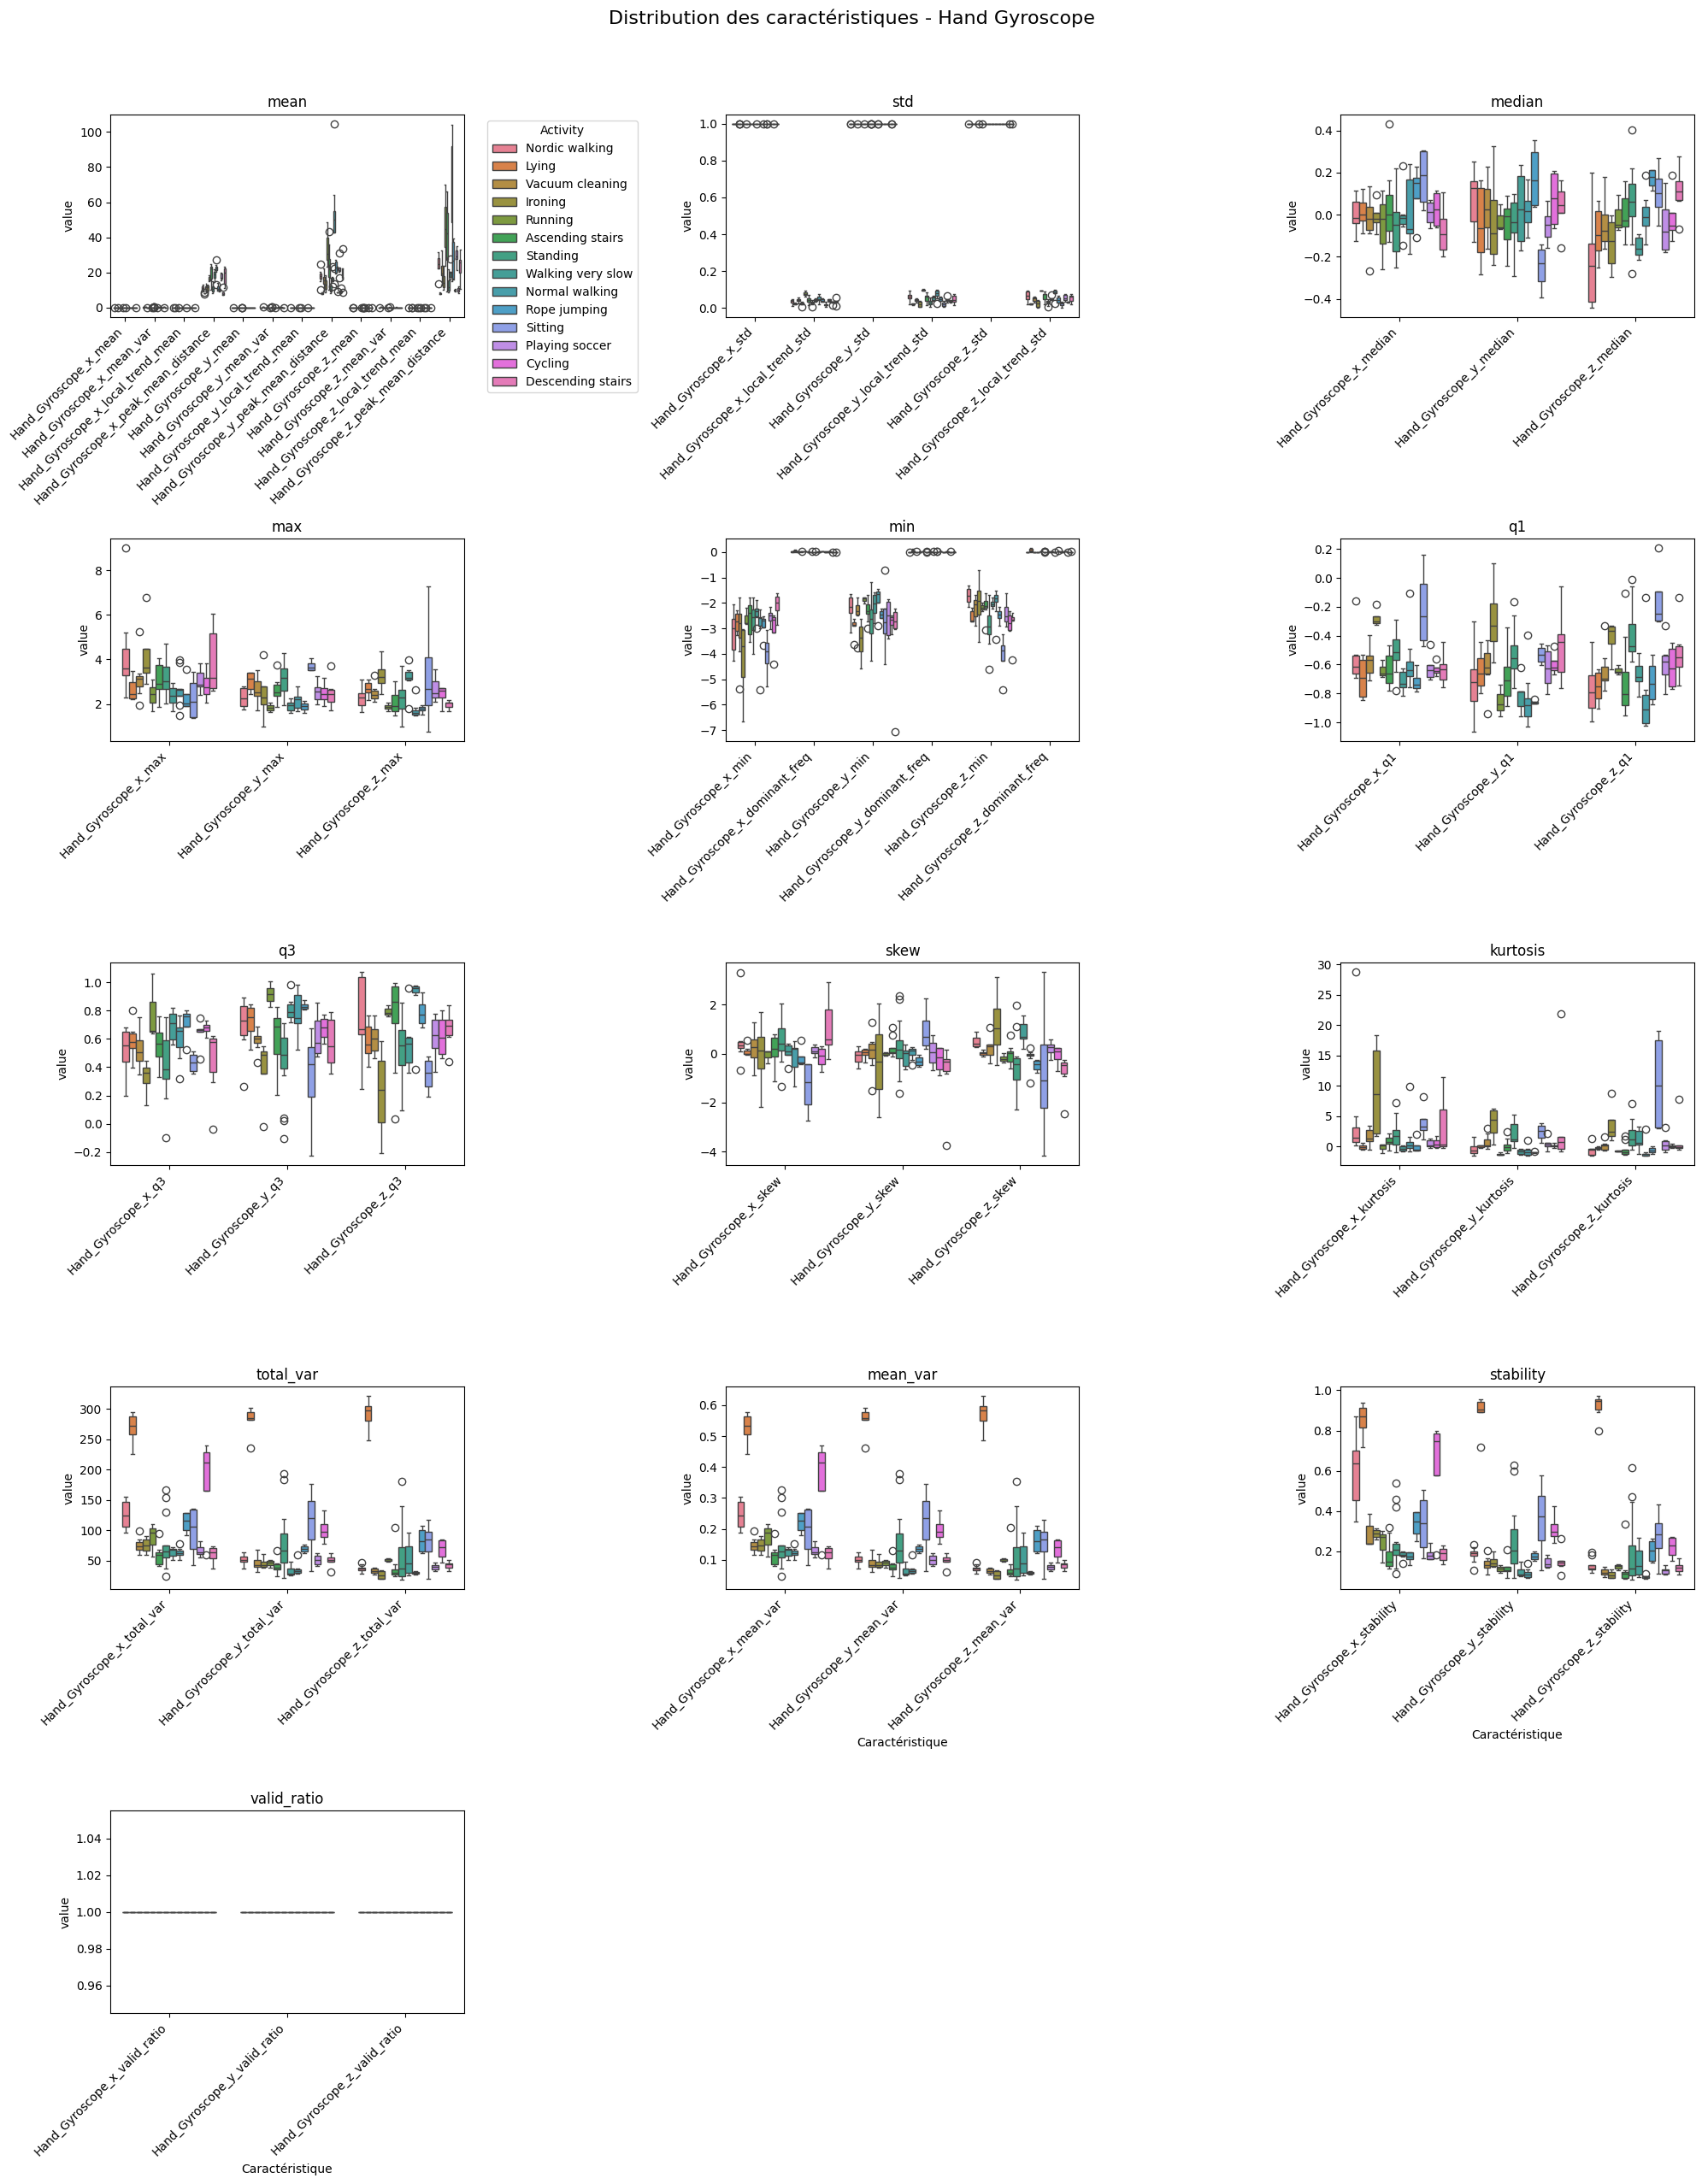 Distribution des caractéristiques - Hand Gyroscope
mean
value
100
80
60
40
20
0
Hand_Gyroscope_x_mean
Hand_Gyroscope_x_mean_var
Hand_Gyroscope_x_local_trend_mean
Hand_Gyroscope_x_peak_mean_distance
Hand_Gyroscope_y_mean
Hand_Gyroscope_y_mean_var
Hand_Gyroscope_y_local_trend_mean
Hand_Gyroscope_y_peak_mean_distance
Hand_Gyroscope_z_mean
Hand_Gyroscope_z_mean_var
Hand_Gyroscope_z_local_trend_mean
Hand_Gyroscope_z_peak_mean_distance
Activity
Nordic walking
Lying
Vacuum cleaning
Ironing
Running
Ascending stairs
Standing
Walking very slow
Normal walking
Rope jumping
Sitting
Playing soccer
Cycling
Descending stairs
std
value
1.0
0.8
0.6
0.4
0.2
0.0
Hand_Gyroscope_x_std
Hand_Gyroscope_x_local_trend_std
Hand_Gyroscope_y_std
Hand_Gyroscope_y_local_trend_std
Hand_Gyroscope_z_std
Hand_Gyroscope_z_local_trend_std
median
value
0.4
0.2
0.0
−0.2
−0.4
Hand_Gyroscope_x_median
Hand_Gyroscope_y_median
Hand_Gyroscope_z_median
max
value
8
6
4
2
Hand_Gyroscope_x_max
Hand_Gyroscope_y_max
Hand_Gyroscope_z_max
min
value
0
−1
−2
−3
−4
−5
−6
−7
Hand_Gyroscope_x_min
Hand_Gyroscope_x_dominant_freq
Hand_Gyroscope_y_min
Hand_Gyroscope_y_dominant_freq
Hand_Gyroscope_z_min
Hand_Gyroscope_z_dominant_freq
q1
value
0.2
0.0
−0.2
−0.4
−0.6
−0.8
−1.0
Hand_Gyroscope_x_q1
Hand_Gyroscope_y_q1
Hand_Gyroscope_z_q1
q3
value
1.0
0.8
0.6
0.4
0.2
0.0
−0.2
Hand_Gyroscope_x_q3
Hand_Gyroscope_y_q3
Hand_Gyroscope_z_q3
skew
value
2
0
−2
−4
Hand_Gyroscope_x_skew
Hand_Gyroscope_y_skew
Hand_Gyroscope_z_skew
kurtosis
value
30
25
20
15
10
5
0
Hand_Gyroscope_x_kurtosis
Hand_Gyroscope_y_kurtosis
Hand_Gyroscope_z_kurtosis
total_var
value
300
250
200
150
100
50
Hand_Gyroscope_x_total_var
Hand_Gyroscope_y_total_var
Hand_Gyroscope_z_total_var
mean_var
value
0.6
0.5
0.4
0.3
0.2
0.1
Hand_Gyroscope_x_mean_var
Hand_Gyroscope_y_mean_var
Hand_Gyroscope_z_mean_var
Caractéristique
stability
value
1.0
0.8
0.6
0.4
0.2
Hand_Gyroscope_x_stability
Hand_Gyroscope_y_stability
Hand_Gyroscope_z_stability
Caractéristique
valid_ratio
value
1.04
1.02
1.00
0.98
0.96
Hand_Gyroscope_x_valid_ratio
Hand_Gyroscope_y_valid_ratio
Hand_Gyroscope_z_valid_ratio
Caractéristique